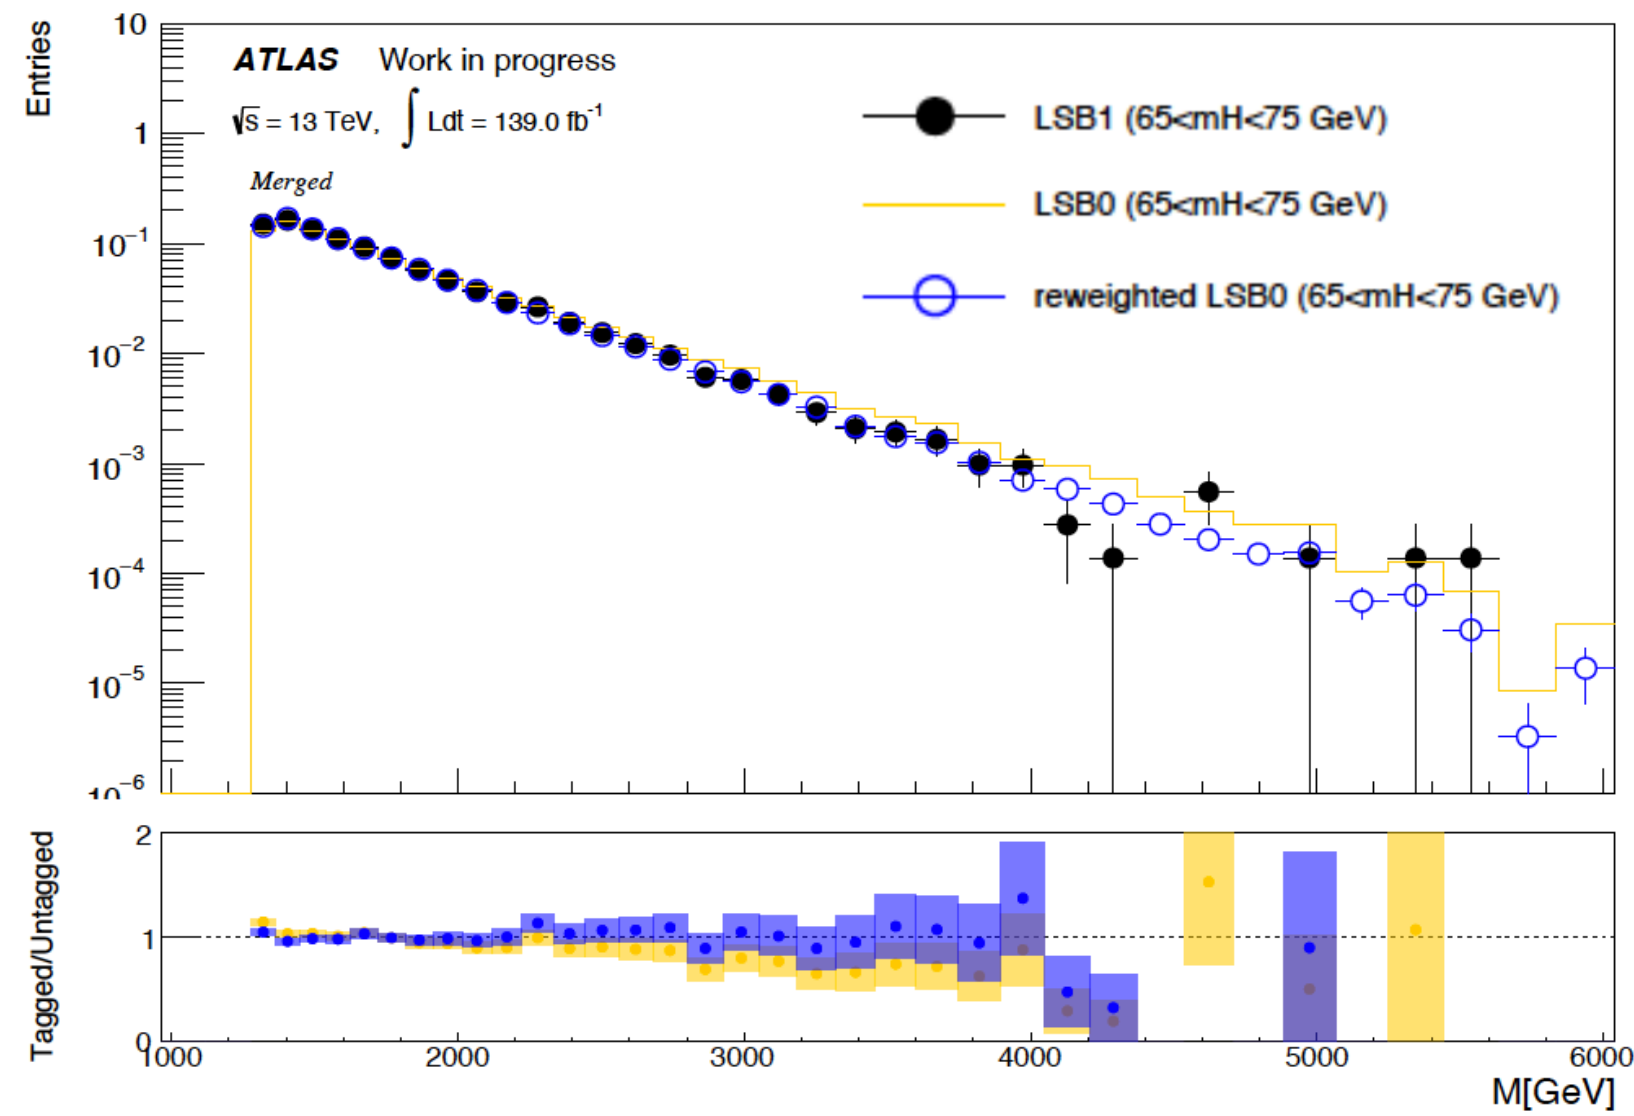 Entries
10
1
10⁻¹
10⁻²
10⁻³
10⁻⁴
10⁻⁵
10⁻⁶
ATLAS Work in progress
√s = 13 TeV, ∫ Ldt = 139.0 fb⁻¹
Merged
LSB1 (65<mH<75 GeV)
LSB0 (65<mH<75 GeV)
reweighted LSB0 (65<mH<75 GeV)
Tagged/Untagged
2
1
0
1000 2000 3000 4000 5000 6000
M[GeV]